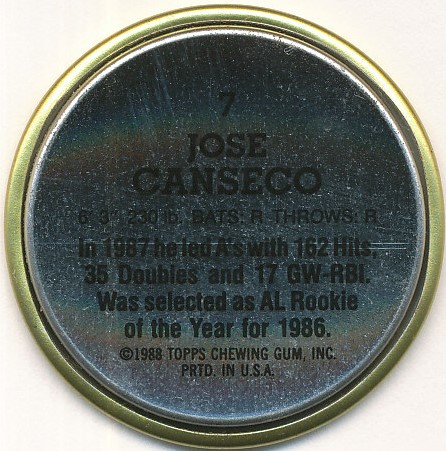 7
JOSE
CANSECO
6' 3" 230 lb. BATS: R THROWS: R
In 1987 he led A's with 162 Hits,
35 Doubles and 17 GW-RBI.
Was selected as AL Rookie
of the Year for 1986.
©1988 TOPPS CHEWING GUM, INC.
PRTD. IN U.S.A.